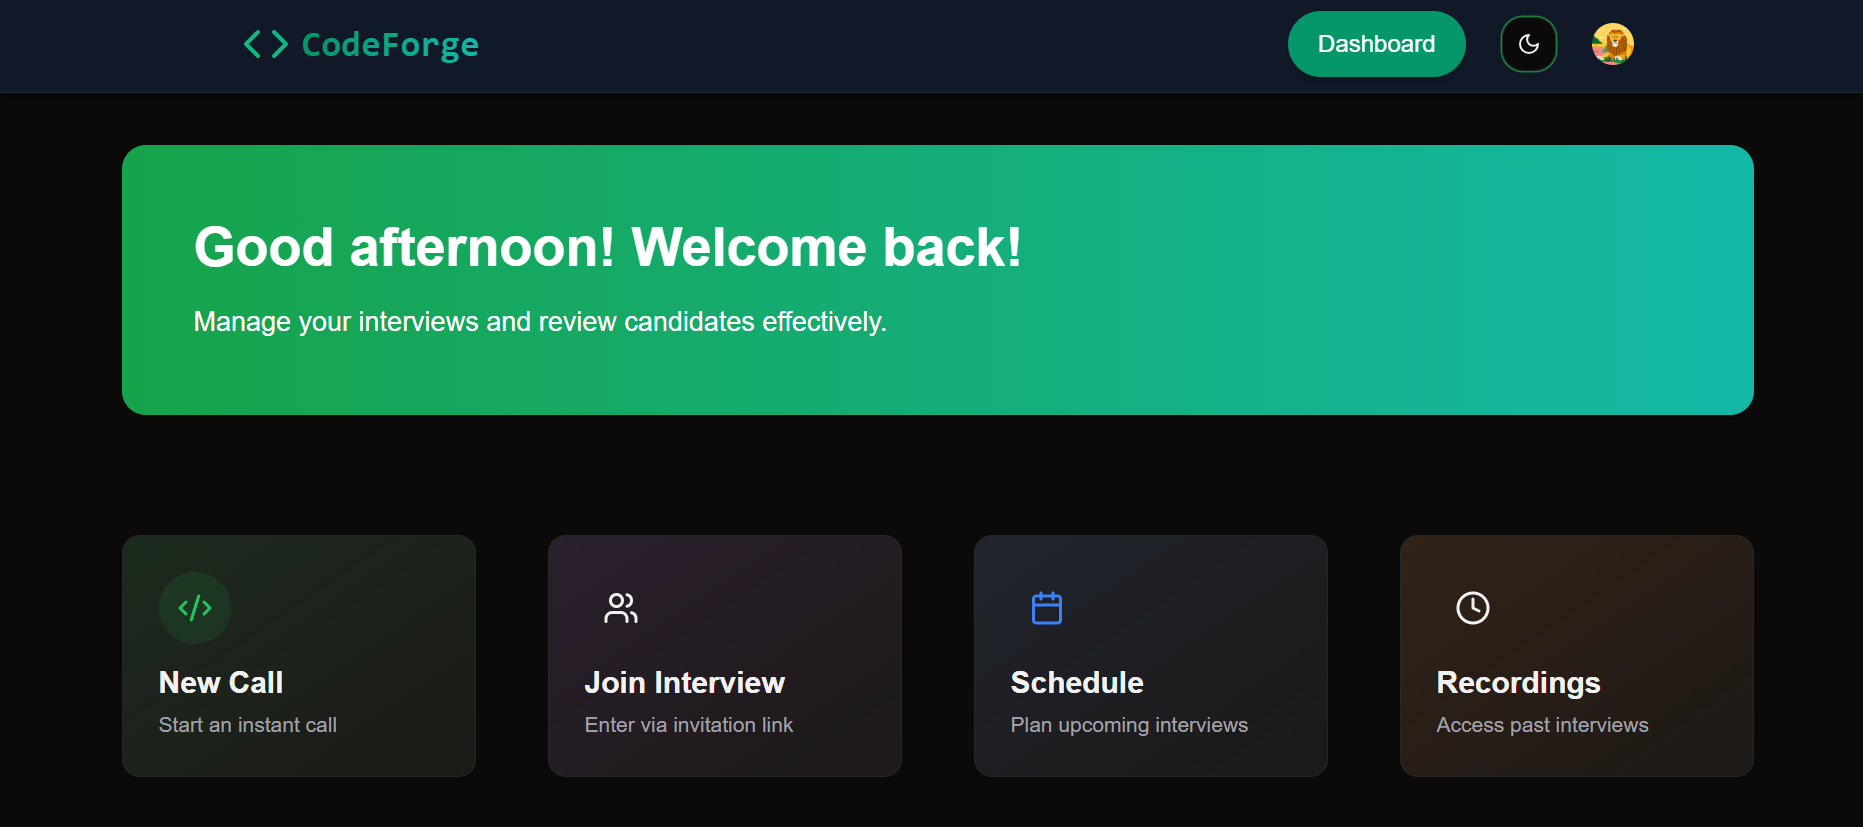 CodeForge
Dashboard
Good afternoon! Welcome back!
Manage your interviews and review candidates effectively.
New Call
Start an instant call
Join Interview
Enter via invitation link
Schedule
Plan upcoming interviews
Recordings
Access past interviews